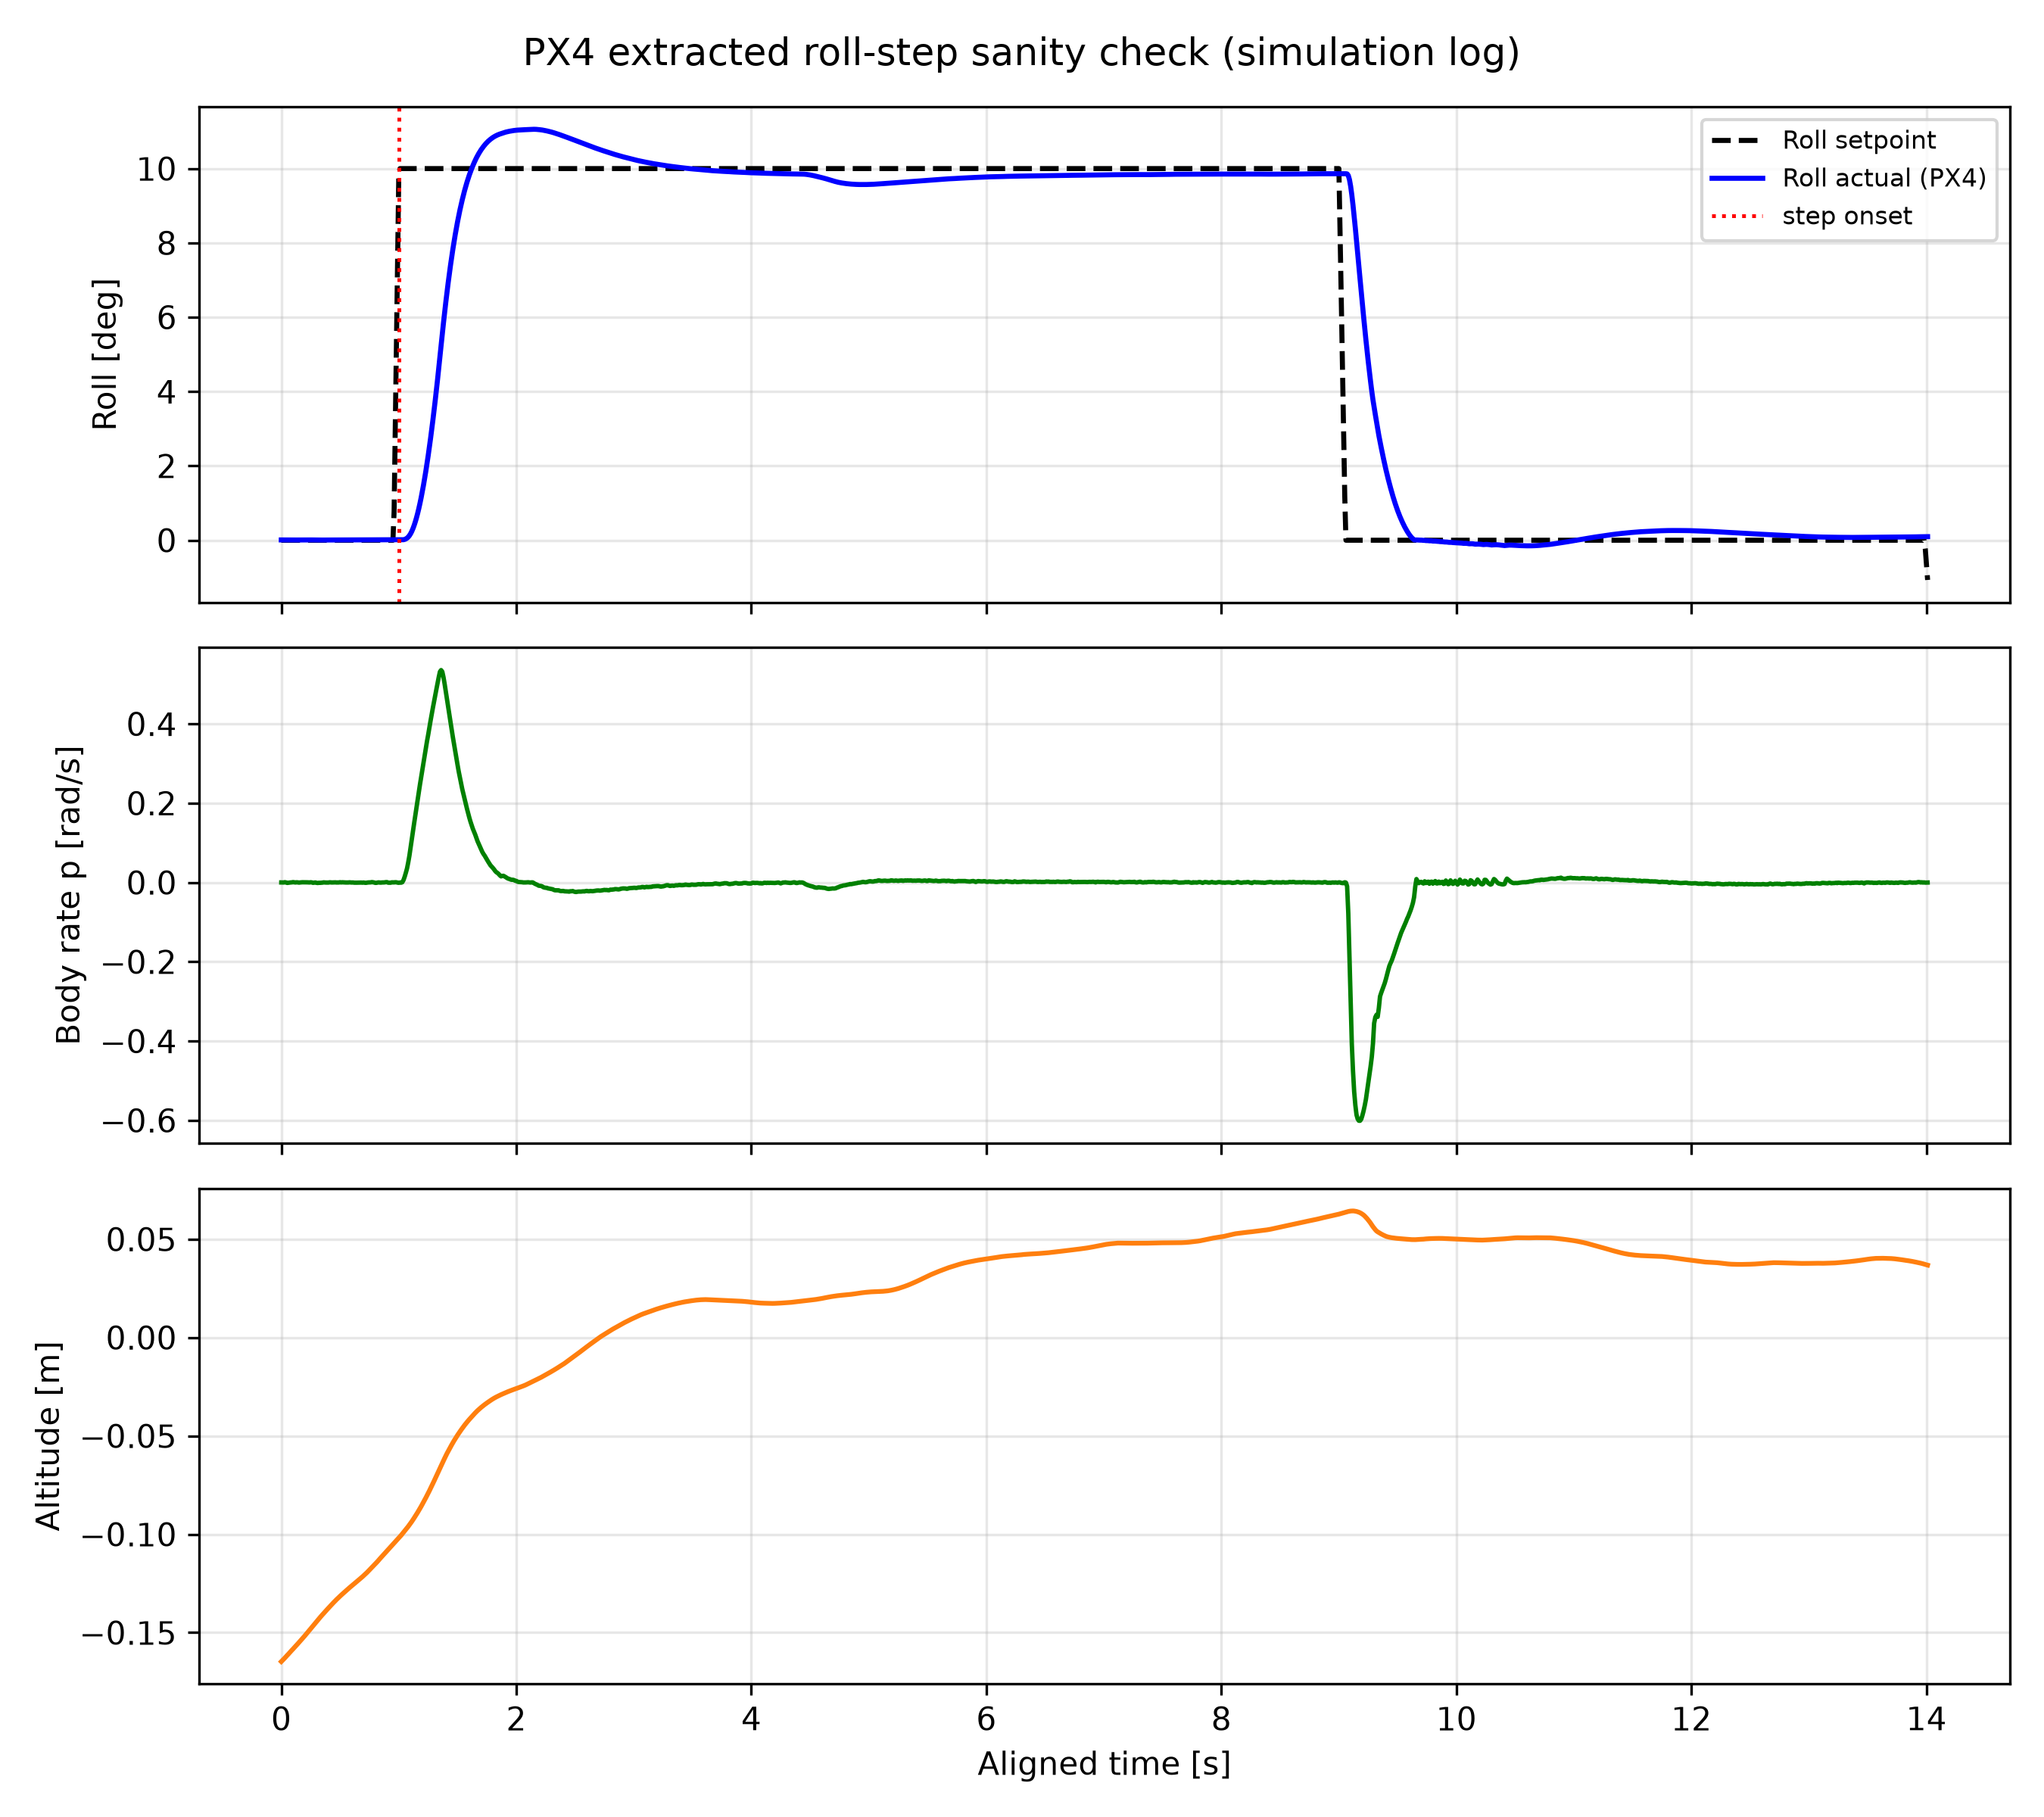 PX4 extracted roll-step sanity check (simulation log)
Roll [deg]
10
8
6
4
2
0
Roll setpoint
Roll actual (PX4)
step onset
Body rate p [rad/s]
0.4
0.2
0.0
−0.2
−0.4
−0.6
Altitude [m]
0.05
0.00
−0.05
−0.10
−0.15
0 2 4 6 8 10 12 14
Aligned time [s]